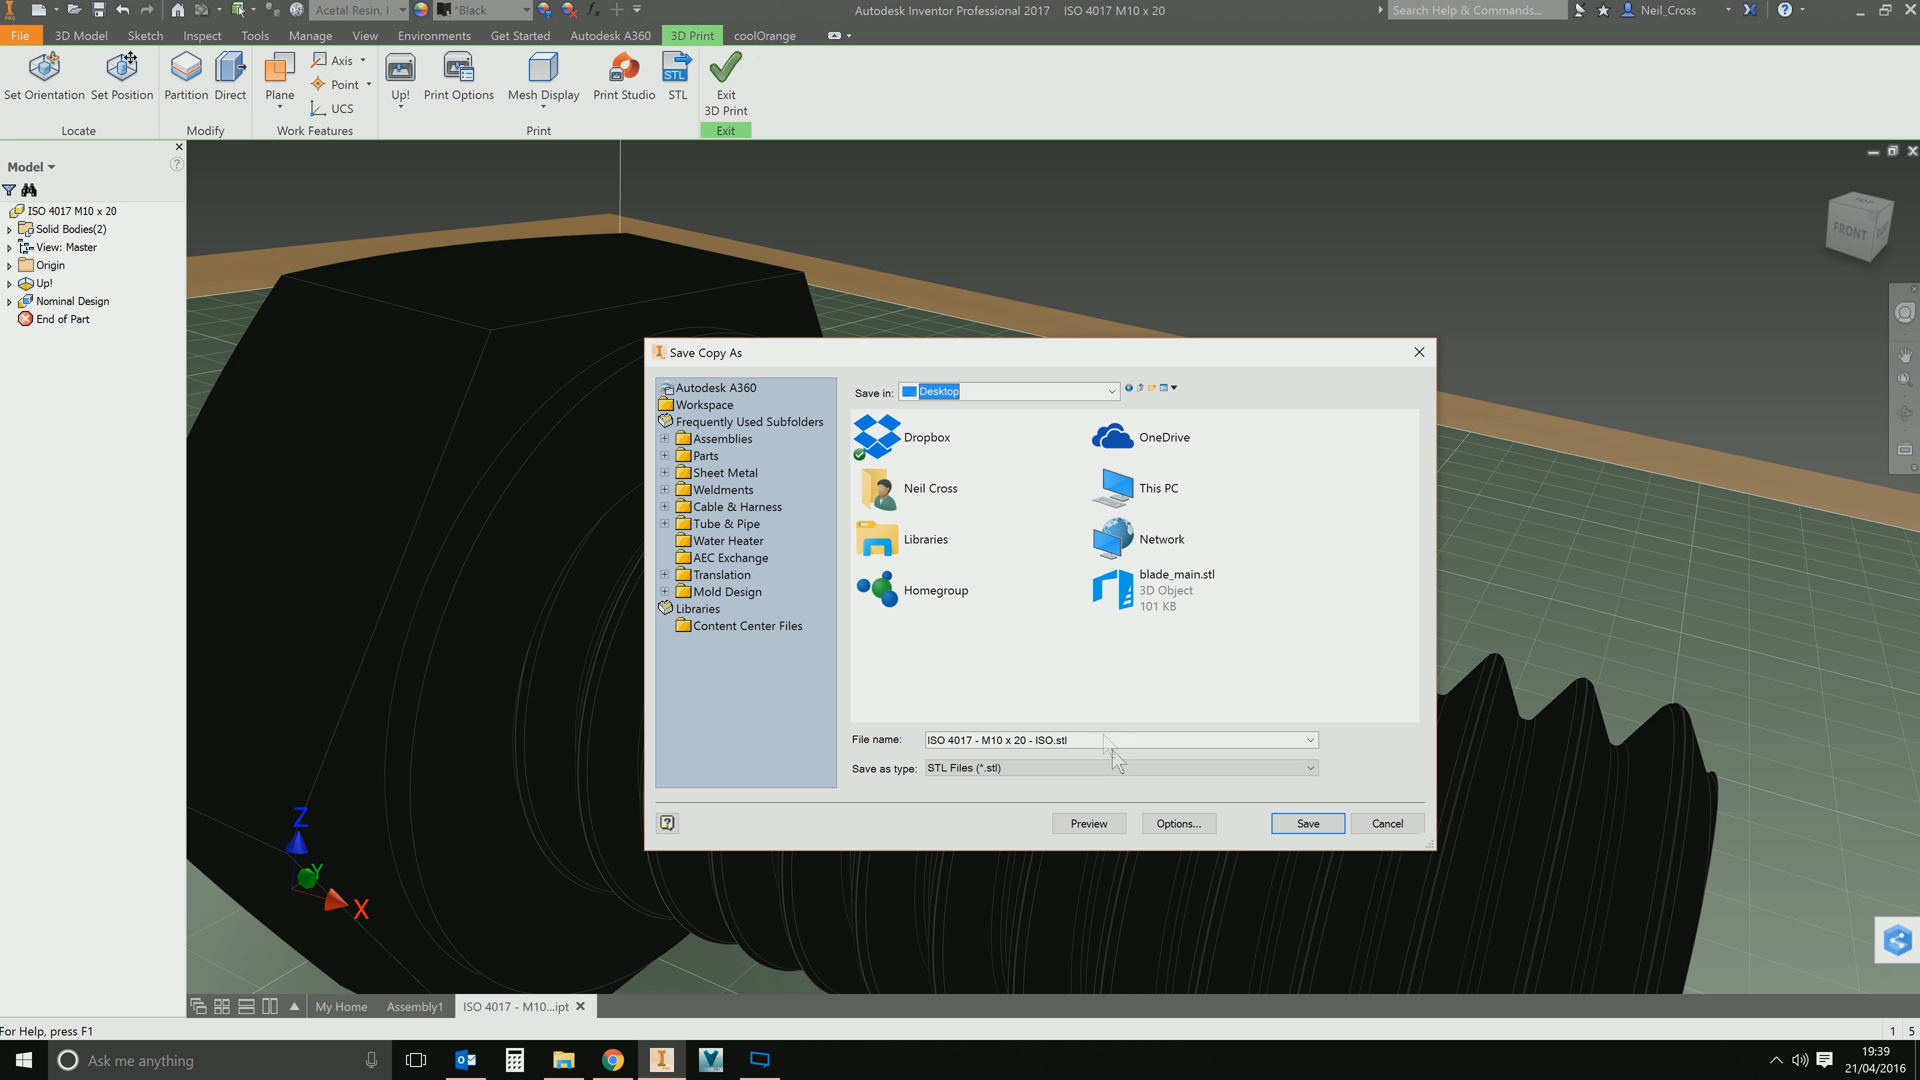 PRO
Acetal Resin, I
*Black
Autodesk Inventor Professional 2017   ISO 4017 M10 x 20
Search Help & Commands...
Neil_Cross
File
3D Model
Sketch
Inspect
Tools
Manage
View
Environments
Get Started
Autodesk A360
3D Print
coolOrange
Set Orientation
Set Position
Partition
Direct
Plane
Axis
Point
UCS
Up!
Print Options
Mesh Display
Print Studio
STL
STL
Exit
3D Print
Locate
Modify
Work Features
Print
Exit
Model
ISO 4017 M10 x 20
Solid Bodies(2)
View: Master
Origin
Up!
Nominal Design
End of Part
TOP
FRONT
Save Copy As
Autodesk A360
Workspace
Frequently Used Subfolders
Assemblies
Parts
Sheet Metal
Weldments
Cable & Harness
Tube & Pipe
Water Heater
AEC Exchange
Translation
Mold Design
Libraries
Content Center Files
Save in:
Desktop
Dropbox
OneDrive
Neil Cross
This PC
Libraries
Network
Homegroup
blade_main.stl
3D Object
101 KB
File name:
ISO 4017 - M10 x 20 - ISO.stl
Save as type:
STL Files (*.stl)
Preview
Options...
Save
Cancel
Z
Y
X
My Home
Assembly1
ISO 4017 - M10...ipt
For Help, press F1
1
5
Ask me anything
19:39
21/04/2016